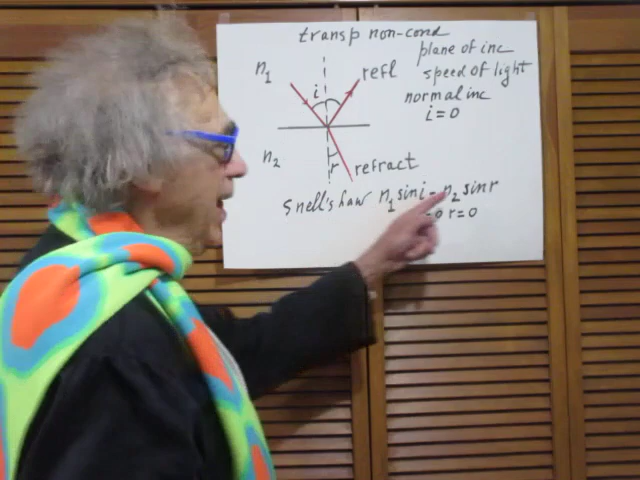 transp non-cond
plane of inc
n1
refl
speed of light
i
normal inc
i=0
n2
r
refract
Snell's Law n1 sin i = n2 sin r
r=0